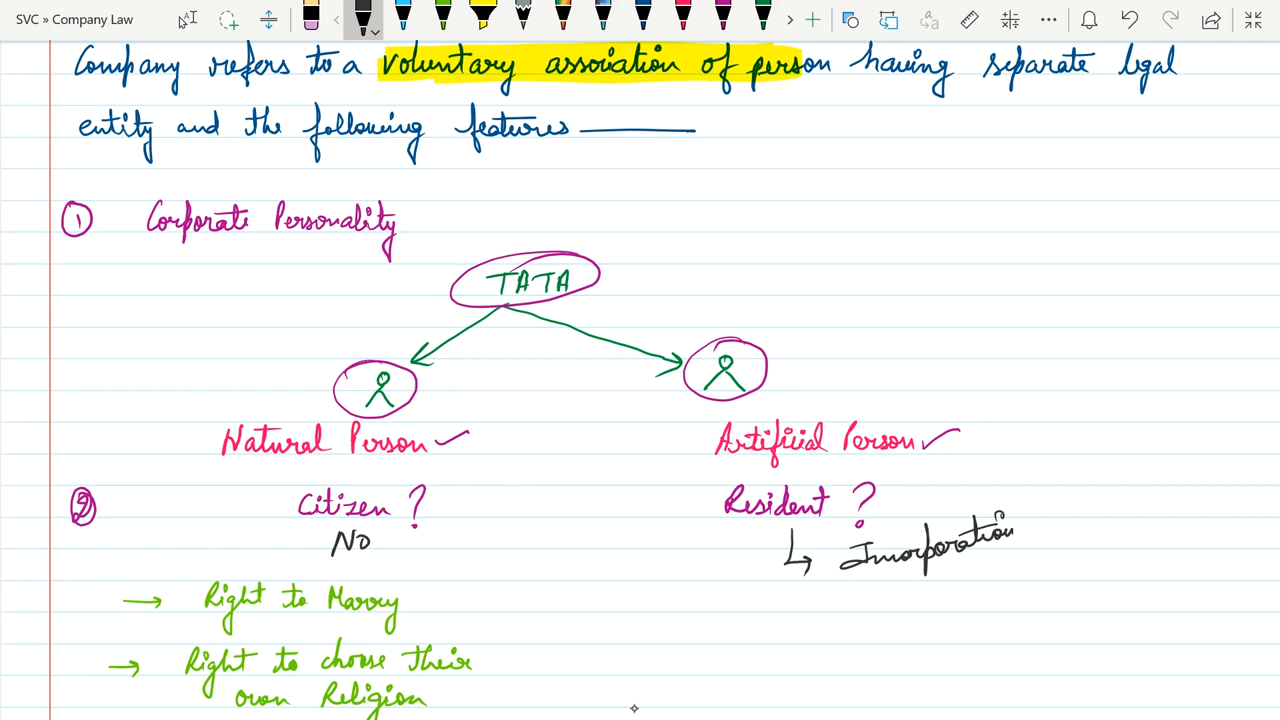 SVC » Company Law
Company refers to a voluntary association of person having separate legal
entity and the following features
① Corporate Personality
TATA
Natural Person Artificial Person
② Citizen ? Resident ?
NO Incorporation
Right to Marry
Right to choose their
own Religion